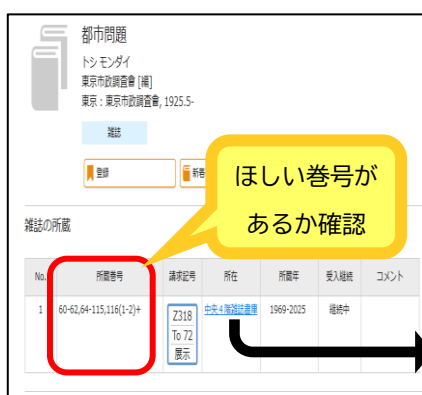 都市問題
トシ モンダイ
東京市政調査會 [編]
東京 : 東京市政調査會, 1925.5-
雑誌
登録
新着
ほしい巻号が
あるか確認
雑誌の所蔵
No. 所蔵巻号 請求記号 所在 所蔵年 受入継続 コメント
1 60-62,64-115,116(1-2)+ Z318 中央4階雑誌書庫 1969-2025 継続中
To 72
展示